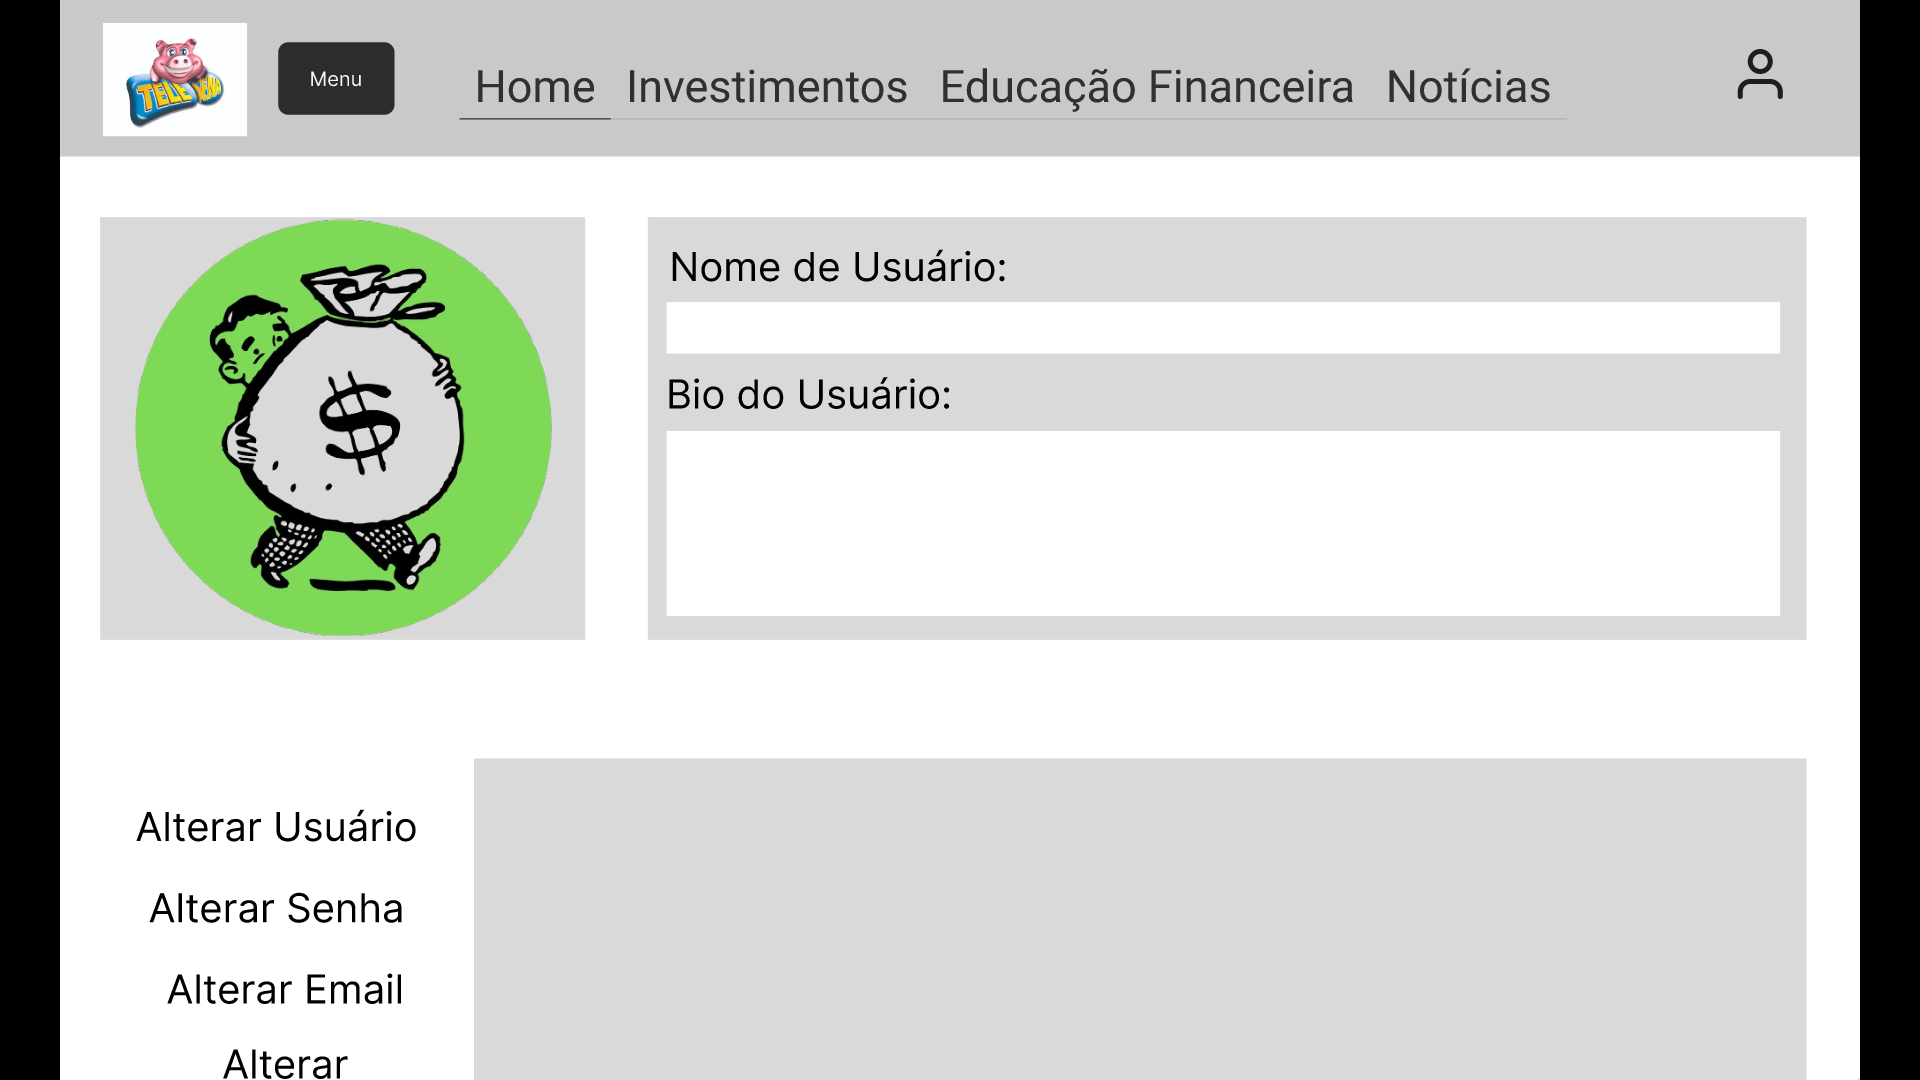 TELE SENA
Menu
Home Investimentos Educação Financeira Notícias
$
Nome de Usuário:
Bio do Usuário:
Alterar Usuário
Alterar Senha
Alterar Email
Alterar